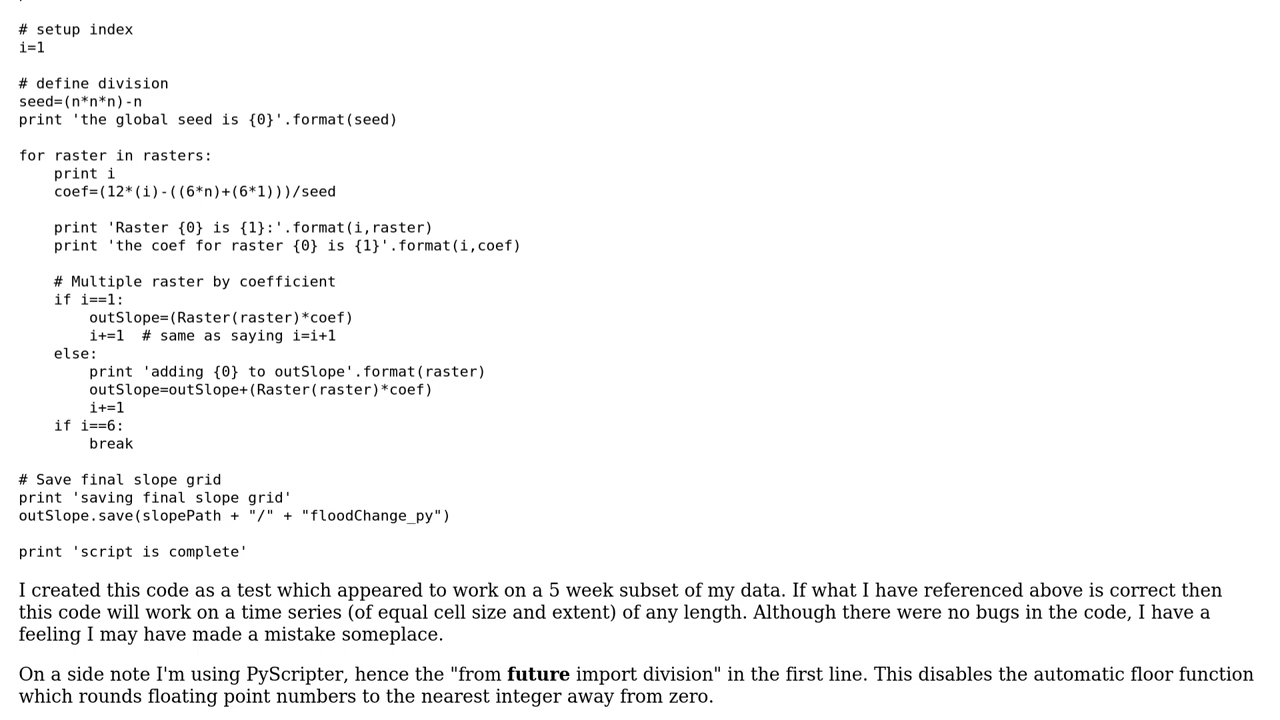 # setup index
i=1
# define division
seed=(n*n*n)-n
print 'the global seed is {0}'.format(seed)
for raster in rasters:
    print i
    coef=(12*(i)-((6*n)+(6*1)))/seed
    print 'Raster {0} is {1}:'.format(i,raster)
    print 'the coef for raster {0} is {1}'.format(i,coef)
    # Multiple raster by coefficient
    if i==1:
        outSlope=(Raster(raster)*coef)
        i+=1  # same as saying i=i+1
    else:
        print 'adding {0} to outSlope'.format(raster)
        outSlope=outSlope+(Raster(raster)*coef)
        i+=1
    if i==6:
        break
# Save final slope grid
print 'saving final slope grid'
outSlope.save(slopePath + "/" + "floodChange_py")
print 'script is complete'
I created this code as a test which appeared to work on a 5 week subset of my data. If what I have referenced above is correct then
this code will work on a time series (of equal cell size and extent) of any length. Although there were no bugs in the code, I have a
feeling I may have made a mistake someplace.
On a side note I'm using PyScripter, hence the "from future import division" in the first line. This disables the automatic floor function
which rounds floating point numbers to the nearest integer away from zero.